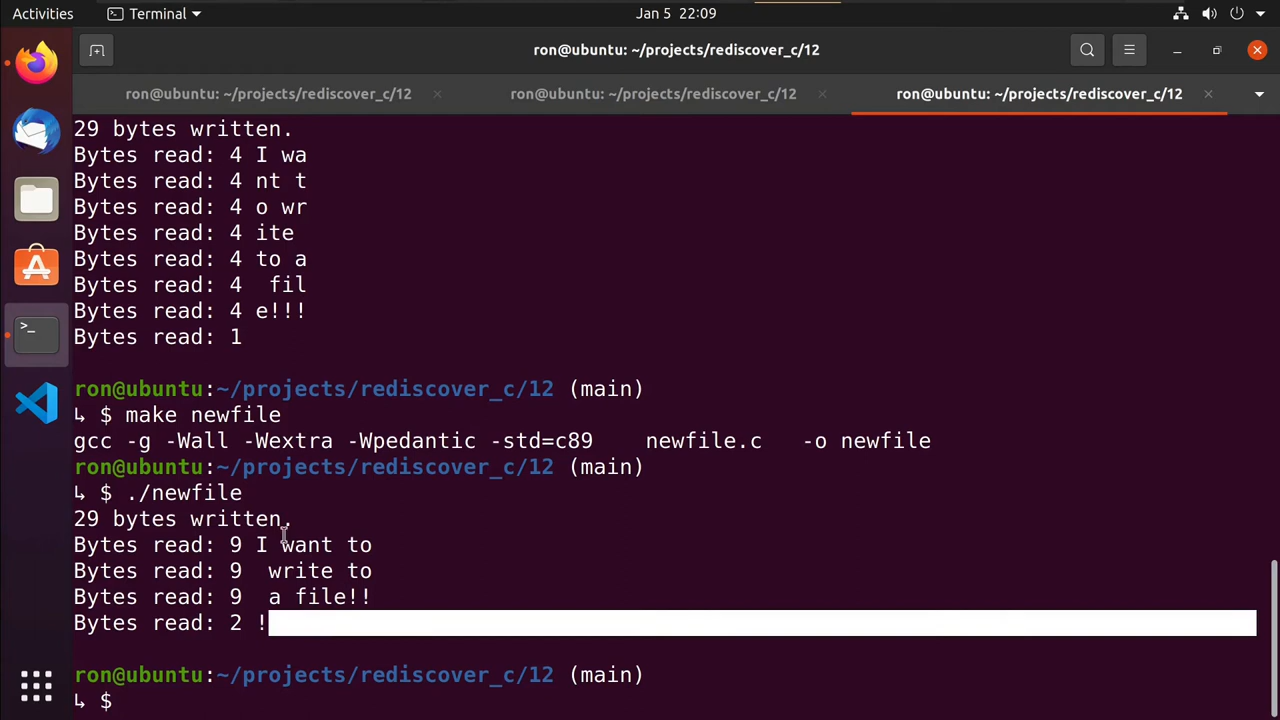 Activities Terminal Jan 5 22:09
ron@ubuntu: ~/projects/rediscover_c/12
ron@ubuntu: ~/projects/rediscover_c/12 × ron@ubuntu: ~/projects/rediscover_c/12 × ron@ubuntu: ~/projects/rediscover_c/12 ×
29 bytes written.
Bytes read: 4 I wa
Bytes read: 4 nt t
Bytes read: 4 o wr
Bytes read: 4 ite
Bytes read: 4 to a
Bytes read: 4  fil
Bytes read: 4 e!!!
Bytes read: 1
ron@ubuntu:~/projects/rediscover_c/12 (main)
↳ $ make newfile
gcc -g -Wall -Wextra -Wpedantic -std=c89    newfile.c   -o newfile
ron@ubuntu:~/projects/rediscover_c/12 (main)
↳ $ ./newfile
29 bytes written.
Bytes read: 9 I want to
Bytes read: 9  write to
Bytes read: 9  a file!!
Bytes read: 2 !
ron@ubuntu:~/projects/rediscover_c/12 (main)
↳ $